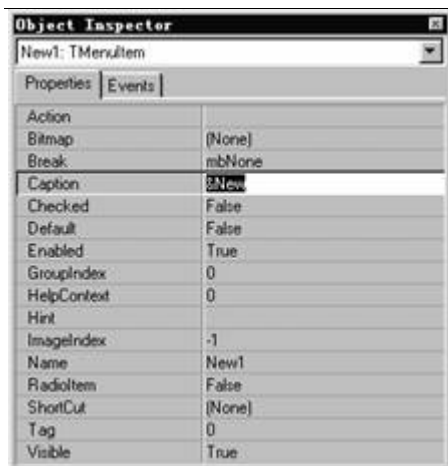 Object Inspector
New1: TMenuItem
Properties Events
Action
Bitmap (None)
Break mbNone
Caption &New
Checked False
Default False
Enabled True
GroupIndex 0
HelpContext 0
Hint
ImageIndex -1
Name New1
RadioItem False
ShortCut (None)
Tag 0
Visible True